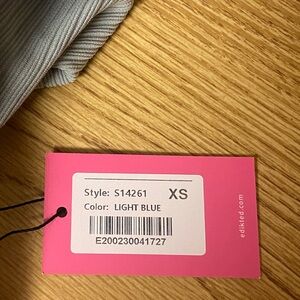 Style: S14261 XS
Color: LIGHT BLUE
E200230041727
edikted.com